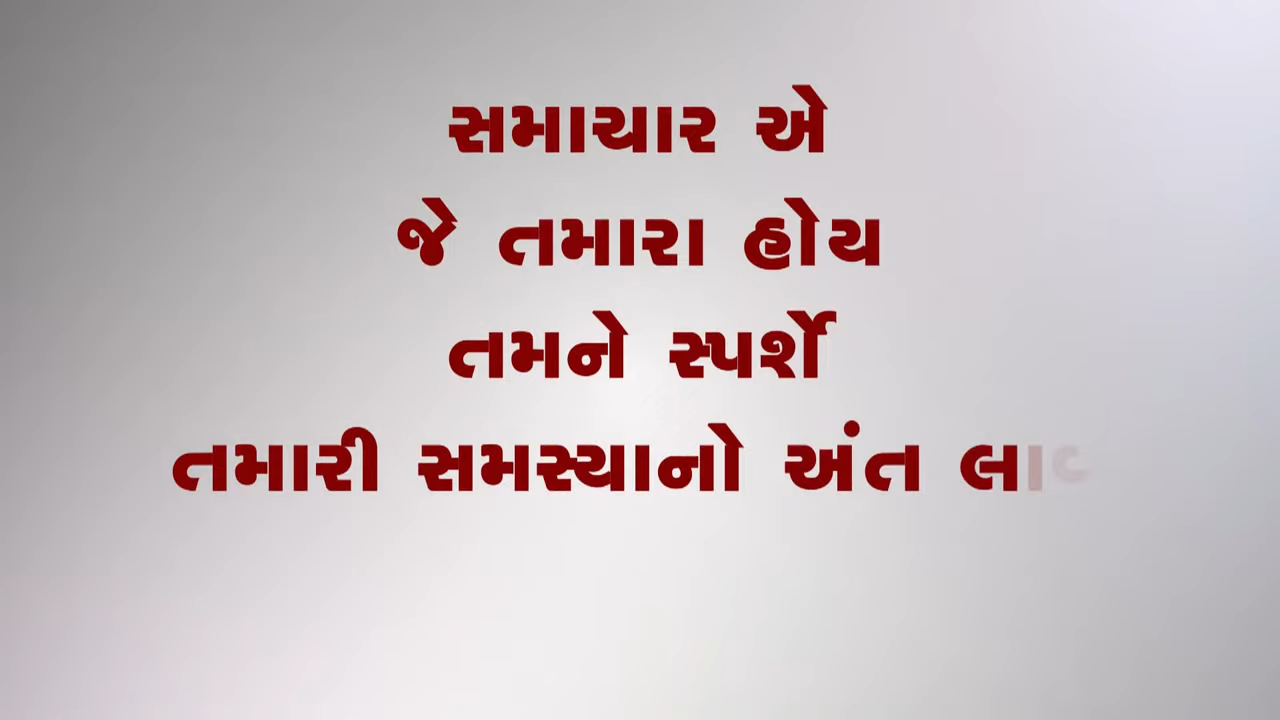 સમાચાર એ
જે તમારા હોય
તમને સ્પર્શે
તમારી સમસ્યાનો અંત